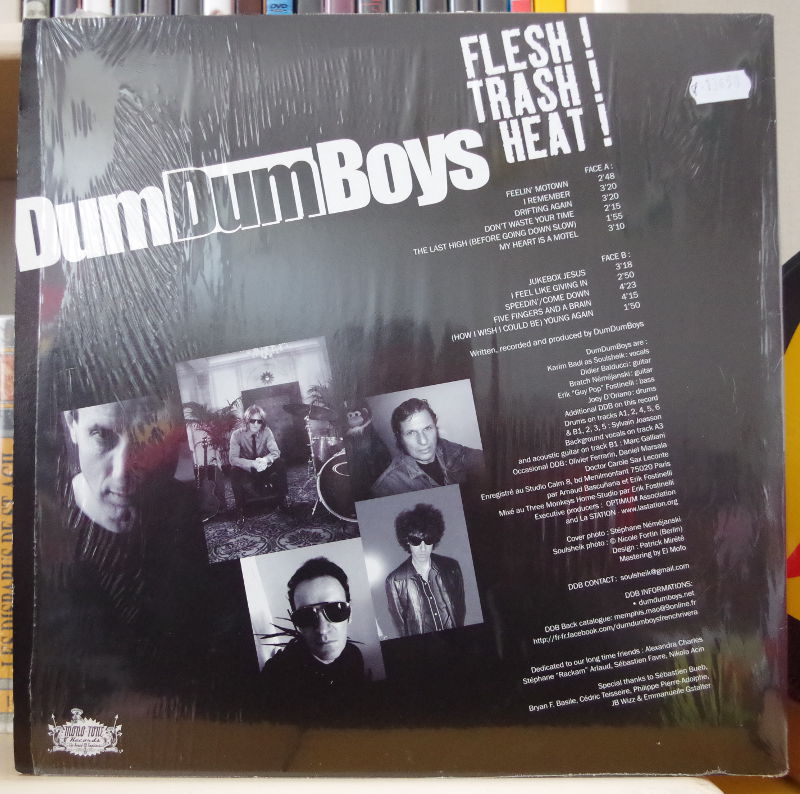 FLESH !
TRASH !
HEAT !
DumDumBoys
FACE A :
FEELIN' MOTOWN 2'48
I REMEMBER 3'20
DRIFTING AGAIN 3'20
DON'T WASTE YOUR TIME 2'15
THE LAST HIGH (BEFORE GOING DOWN SLOW) 1'55
MY HEART IS A MOTEL 3'10
FACE B :
JUKEBOX JESUS 3'18
I FEEL LIKE GIVING IN 2'50
SPEEDIN'/COME DOWN 4'23
FIVE FINGERS AND A BRAIN 4'15
(HOW I WISH I COULD BE) YOUNG AGAIN 1'50
Written, recorded and produced by DumDumBoys
DumDumBoys are :
Karim Badi as Soulsheik : vocals
Didier Balducci : guitar
Bratch Néméjanski : guitar
Erik "Guy Pop" Fostinelli : bass
Joey D'Oriano : drums
Additional DDB on this record
Drums on tracks A1, 2, 4, 5, 6
& B1, 2, 3, 5 : Sylvain Joasson
Background vocals on track A3
and acoustic guitar on track B1 : Marc Galliani
Occasional DDB : Olivier Ferrarin, Daniel Marsala
Doctor Carole Sax Leconte
Enregistré au Studio Calm 8, bd Menilmontant 75020 Paris
par Arnaud Bascuñana et Erik Fostinelli
Mixé au Three Monkeys Home-Studio par Erik Fostinelli
Executive producers : OPTIMUM Association
and La STATION - www.lastation.org
Cover photo : Stéphane Néméjanski
Soulsheik photo : © Nicole Fortin (Berlin)
Design : Patrick Mirété
Mastering by El Mofo
DDB CONTACT : soulsheik@gmail.com
DDB INFORMATIONS:
• dumdumboys.net
DDB Back catalogue: memphis.mao@9online.fr
http://fr-fr.facebook.com/dumdumboysfrenchrivera
Dedicated to our long time friends : Alexandra Charles
Stéphane "Rackam" Arlaud, Sébastien Favre, Nikola Acin
Special thanks to Sébastien Bueb,
Bryan F. Basile, Cédric Teisseire, Philippe Pierre-Adolphe,
JB Wizz & Emmanuelle Gstalter
MONO-TONE
Records
DVD